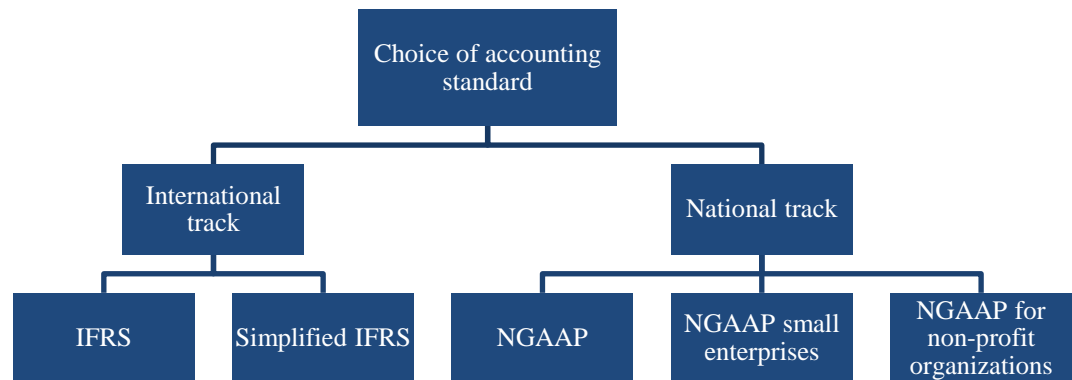 Choice of accounting
standard
International
track
National track
IFRS
Simplified IFRS
NGAAP
NGAAP small
enterprises
NGAAP for
non-profit
organizations